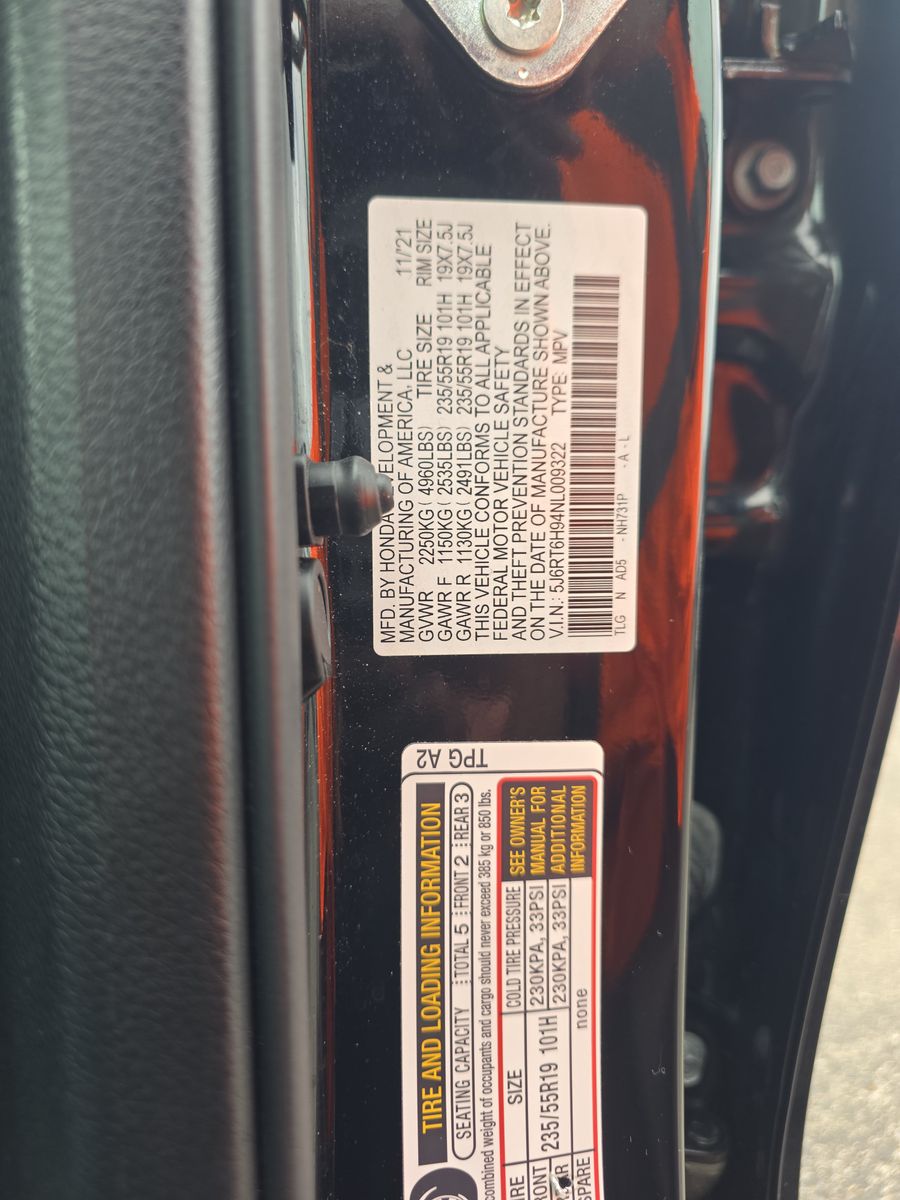 MFD. BY HONDA ELOPMENT &
MANUFACTURING OF AMERICA, LLC 11/'21
GVWR 2250KG ( 4960LBS) TIRE SIZE RIM SIZE
GAWR F 1150KG ( 2535LBS) 235/55R19 101H 19X7.5J
GAWR R 1130KG ( 2491LBS) 235/55R19 101H 19X7.5J
THIS VEHICLE CONFORMS TO ALL APPLICABLE
FEDERAL MOTOR VEHICLE SAFETY
AND THEFT PREVENTION STANDARDS IN EFFECT
ON THE DATE OF MANUFACTURE SHOWN ABOVE.
V.I.N.: 5J6RT6H94NL009322 TYPE: MPV
TLG N AD5 - NH731P - A - L
TPG A2
TIRE AND LOADING INFORMATION
SEATING CAPACITY TOTAL 5 FRONT 2 REAR 3
combined weight of occupants and cargo should never exceed 385 kg or 850 lbs.
SIZE COLD TIRE PRESSURE
235/55R19 101H 230KPA, 33PSI
230KPA, 33PSI
SPARE none
SEE OWNER'S
MANUAL FOR
ADDITIONAL
INFORMATION